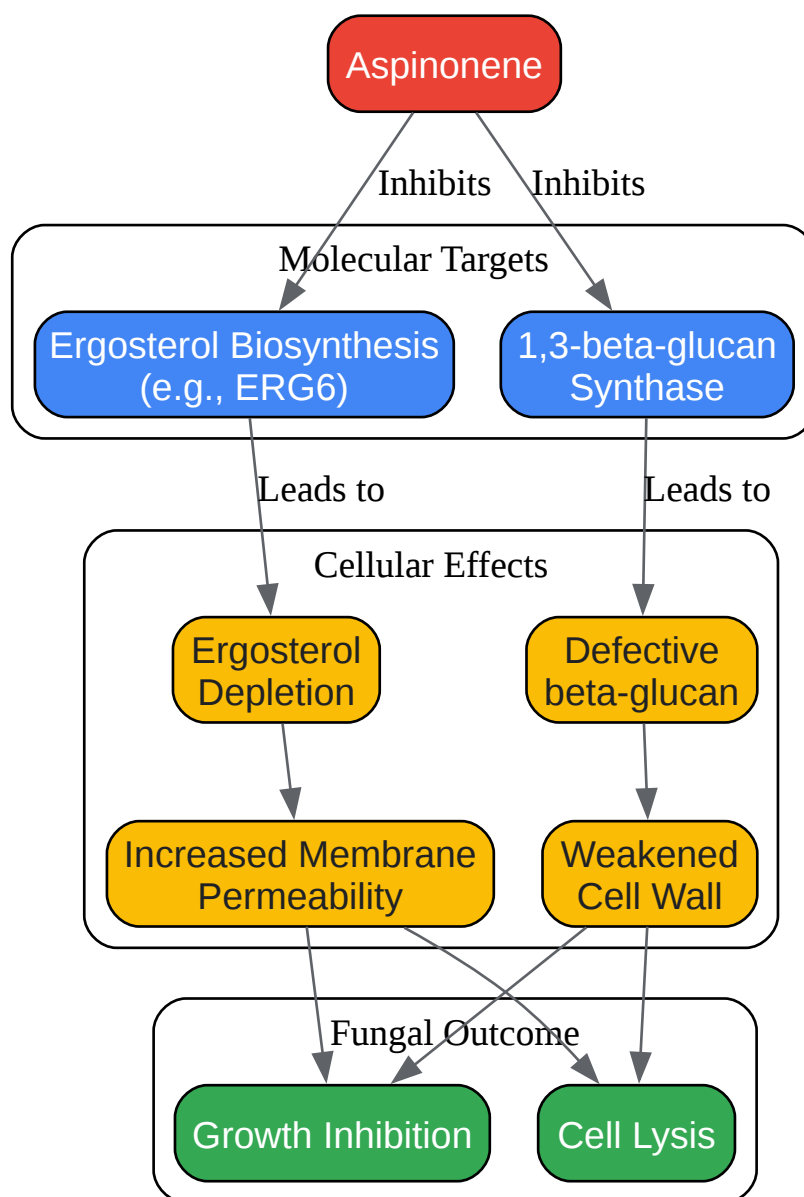 Aspinonene
Inhibits
Inhibits
Molecular Targets
Ergosterol Biosynthesis
(e.g., ERG6)
1,3-beta-glucan
Synthase
Leads to
Leads to
Cellular Effects
Ergosterol
Depletion
Defective
beta-glucan
Increased Membrane
Permeability
Weakened
Cell Wall
Fungal Outcome
Growth Inhibition
Cell Lysis